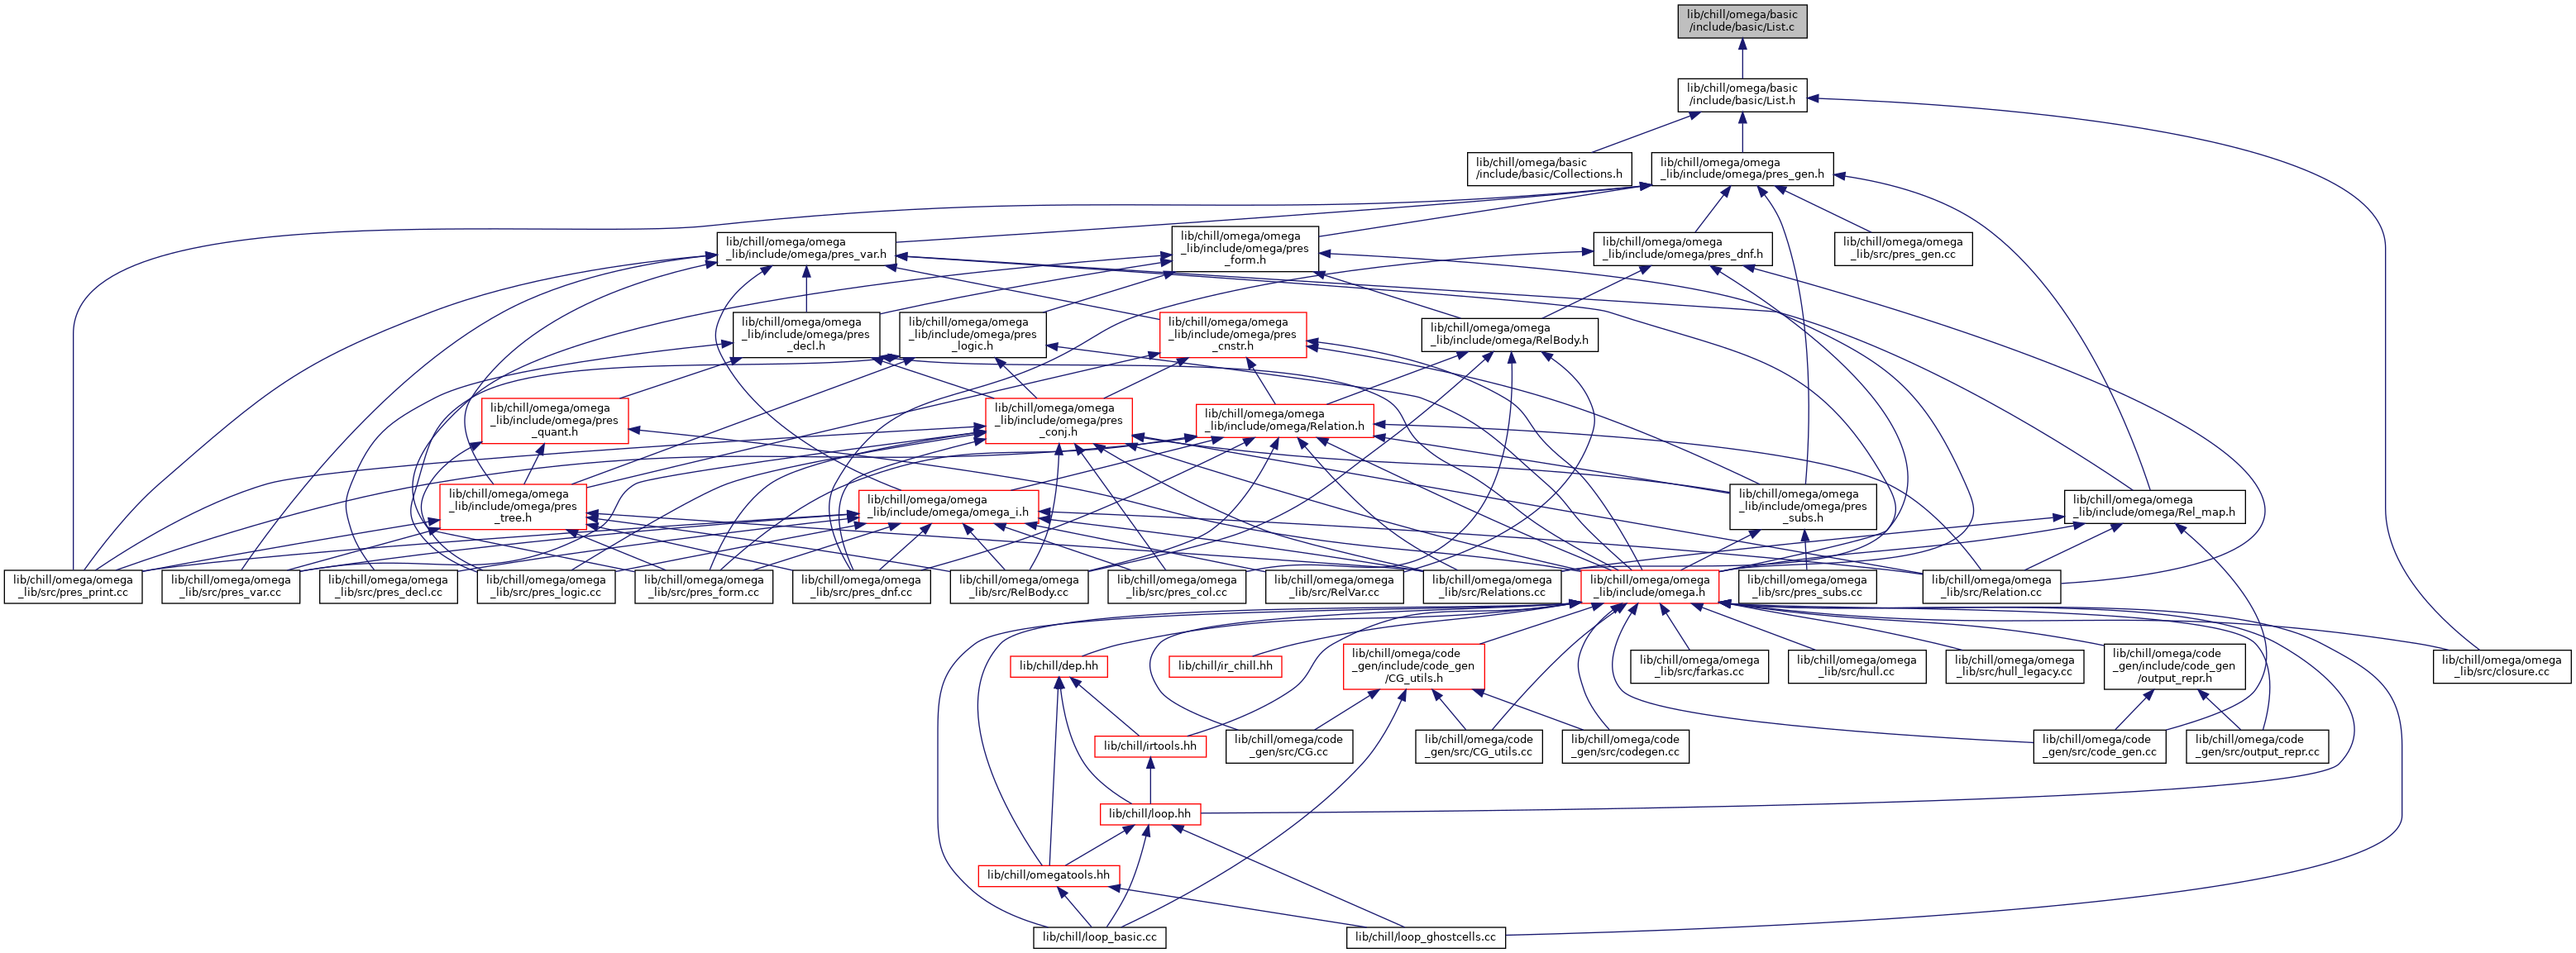 lib/chill/omega/basic
/include/basic/List.c
lib/chill/omega/basic
/include/basic/List.h
lib/chill/omega/basic
/include/basic/Collections.h
lib/chill/omega/omega
_lib/include/omega/pres_gen.h
lib/chill/omega/omega
_lib/include/omega/pres_var.h
lib/chill/omega/omega
_lib/include/omega/pres
_form.h
lib/chill/omega/omega
_lib/include/omega/pres_dnf.h
lib/chill/omega/omega
_lib/src/pres_gen.cc
lib/chill/omega/omega
_lib/include/omega/pres
_decl.h
lib/chill/omega/omega
_lib/include/omega/pres
_logic.h
lib/chill/omega/omega
_lib/include/omega/pres
_cnstr.h
lib/chill/omega/omega
_lib/include/omega/RelBody.h
lib/chill/omega/omega
_lib/include/omega/pres
_quant.h
lib/chill/omega/omega
_lib/include/omega/pres
_conj.h
lib/chill/omega/omega
_lib/include/omega/Relation.h
lib/chill/omega/omega
_lib/include/omega/pres
_tree.h
lib/chill/omega/omega
_lib/include/omega/omega_i.h
lib/chill/omega/omega
_lib/include/omega/pres
_subs.h
lib/chill/omega/omega
_lib/include/omega/Rel_map.h
lib/chill/omega/omega
_lib/src/pres_print.cc
lib/chill/omega/omega
_lib/src/pres_var.cc
lib/chill/omega/omega
_lib/src/pres_decl.cc
lib/chill/omega/omega
_lib/src/pres_logic.cc
lib/chill/omega/omega
_lib/src/pres_form.cc
lib/chill/omega/omega
_lib/src/pres_dnf.cc
lib/chill/omega/omega
_lib/src/RelBody.cc
lib/chill/omega/omega
_lib/src/pres_col.cc
lib/chill/omega/omega
_lib/src/RelVar.cc
lib/chill/omega/omega
_lib/src/Relations.cc
lib/chill/omega/omega
_lib/include/omega.h
lib/chill/omega/omega
_lib/src/pres_subs.cc
lib/chill/omega/omega
_lib/src/Relation.cc
lib/chill/dep.hh
lib/chill/ir_chill.hh
lib/chill/omega/code
_gen/include/code_gen
/CG_utils.h
lib/chill/omega/omega
_lib/src/farkas.cc
lib/chill/omega/omega
_lib/src/hull.cc
lib/chill/omega/omega
_lib/src/hull_legacy.cc
lib/chill/omega/code
_gen/include/code_gen
/output_repr.h
lib/chill/omega/omega
_lib/src/closure.cc
lib/chill/irtools.hh
lib/chill/omega/code
_gen/src/CG.cc
lib/chill/omega/code
_gen/src/CG_utils.cc
lib/chill/omega/code
_gen/src/codegen.cc
lib/chill/omega/code
_gen/src/code_gen.cc
lib/chill/omega/code
_gen/src/output_repr.cc
lib/chill/loop.hh
lib/chill/omegatools.hh
lib/chill/loop_basic.cc
lib/chill/loop_ghostcells.cc